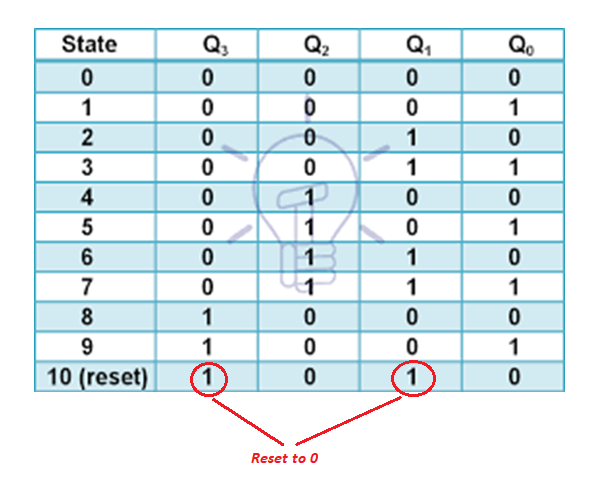 State Q₃ Q₂ Q₁ Q₀
0 0 0 0 0
1 0 0 0 1
2 0 0 1 0
3 0 0 1 1
4 0 1 0 0
5 0 1 0 1
6 0 1 1 0
7 0 1 1 1
8 1 0 0 0
9 1 0 0 1
10 (reset) 1 0 1 0
Reset to 0